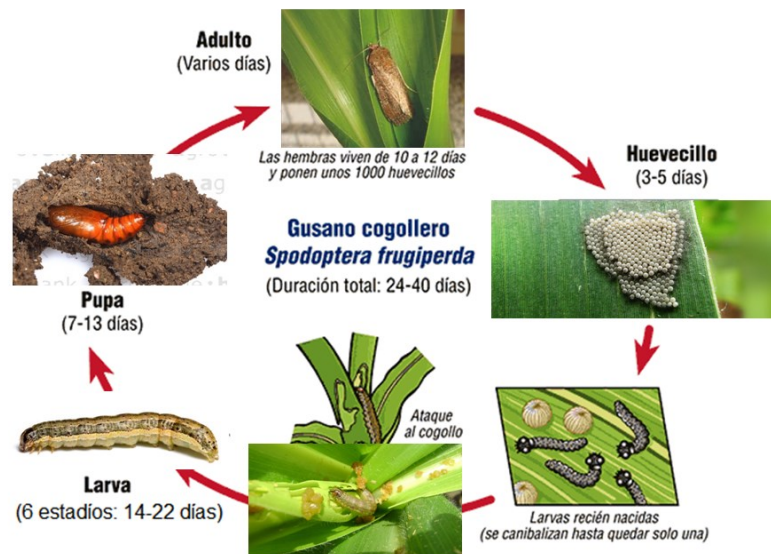 Adulto
(Varios días)
Las hembras viven de 10 a 12 días
y ponen unos 1000 huevecillos
Huevecillo
(3-5 días)
Gusano cogollero
Spodoptera frugiperda
(Duración total: 24-40 días)
Pupa
(7-13 días)
Ataque
al cogollo
Larva
(6 estadíos: 14-22 días)
Larvas recién nacidas
(se canibalizan hasta quedar solo una)